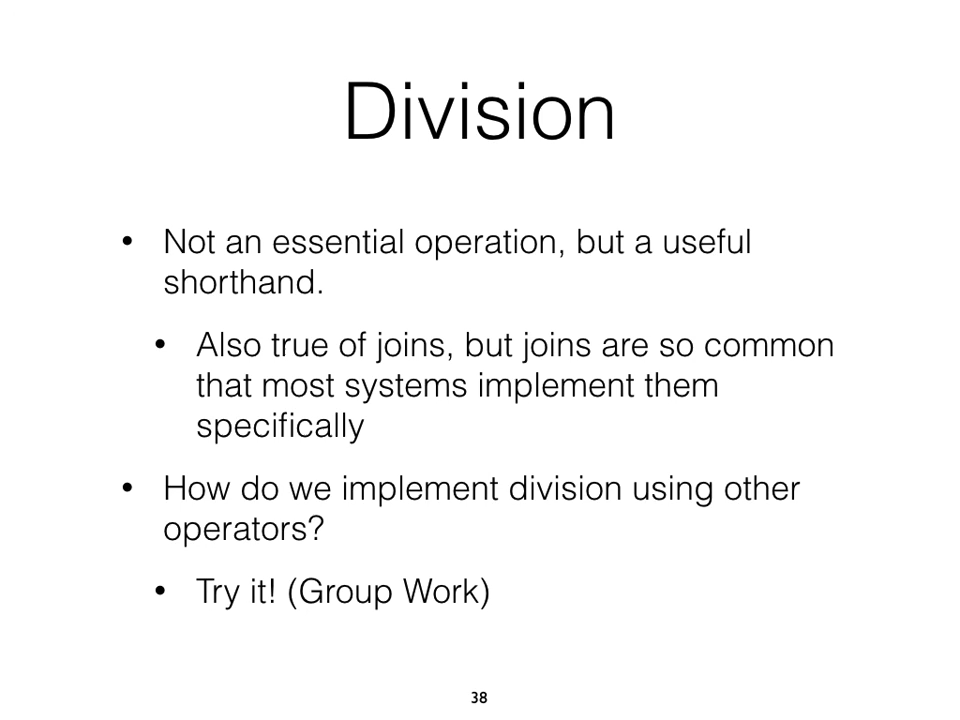 Division
• Not an essential operation, but a useful
shorthand.
• Also true of joins, but joins are so common
that most systems implement them
specifically
• How do we implement division using other
operators?
• Try it! (Group Work)
38